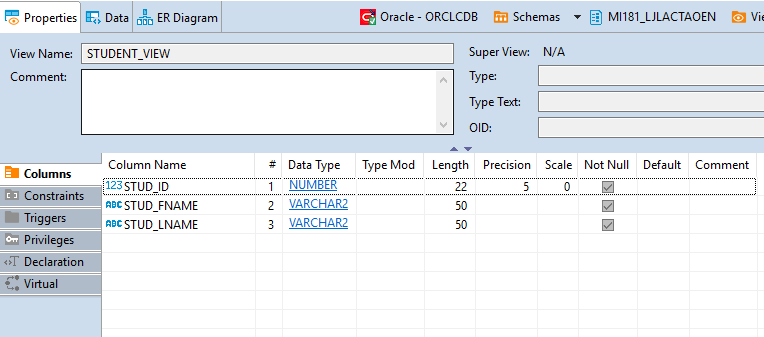 Properties Data ER Diagram Oracle - ORCLCDB Schemas MI181_LJLACTAOEN Vie
View Name: STUDENT_VIEW Super View: N/A
Comment: Type:
Type Text:
OID:
Columns Column Name # Data Type Type Mod Length Precision Scale Not Null Default Comment
Constraints 123 STUD_ID 1 NUMBER 22 5 0
Triggers ABC STUD_FNAME 2 VARCHAR2 50
Privileges ABC STUD_LNAME 3 VARCHAR2 50
Declaration
Virtual